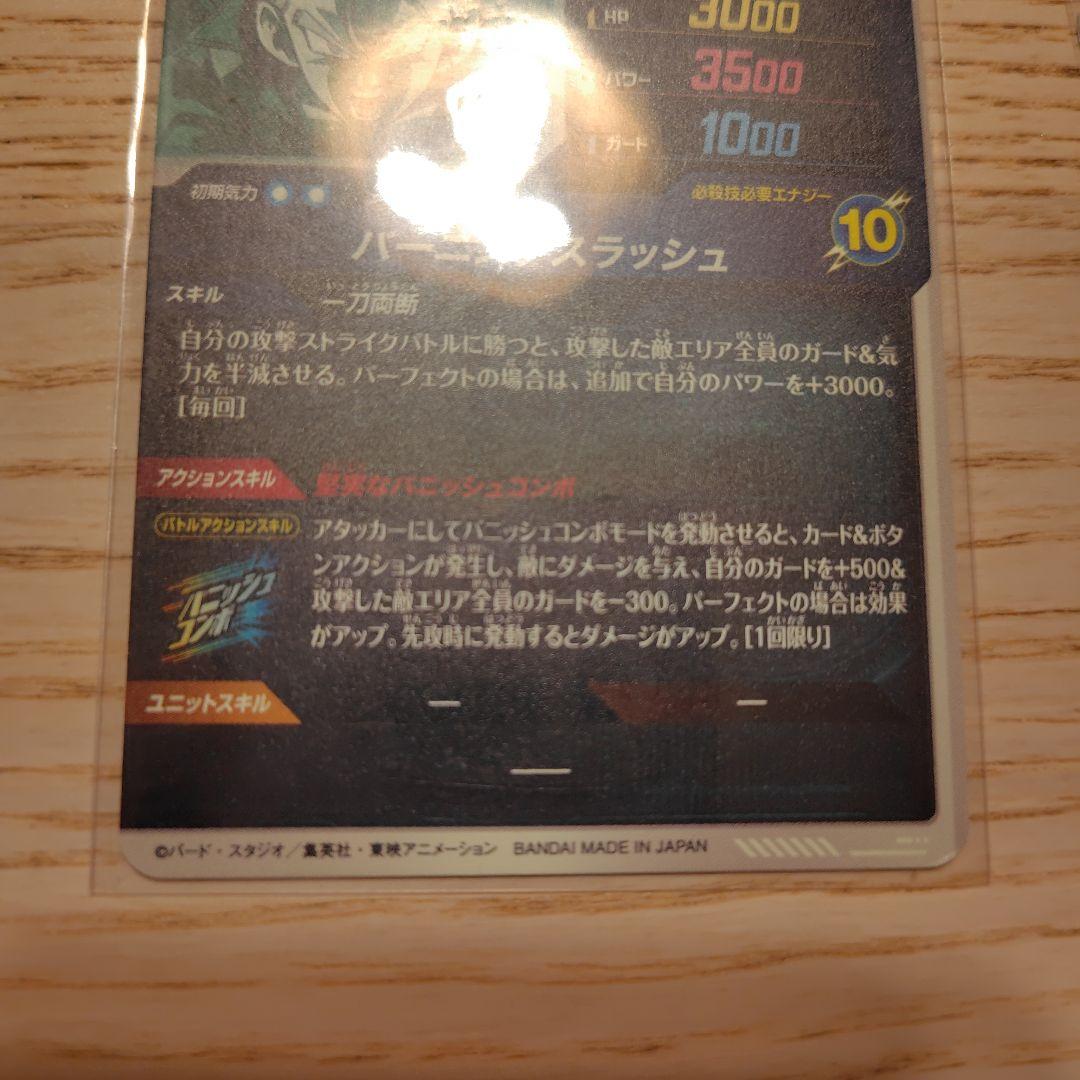 HP 3000
パワー 3500
ガード 1000
初期気力
必殺技必要エナジー 10
スラッシュ
スキル 一刀両断
自分の攻撃ストライクバトルに勝つと、攻撃した敵エリア全員のガード&気
力を半減させる。パーフェクトの場合は、追加で自分のパワーを+3000。
[毎回]
アクションスキル 堅実なバニッシュコンボ
バトルアクションスキル
バニッシュ
コンボ
アタッカーにしてバニッシュコンボモードを発動させると、カード&ボタ
ンアクションが発生し、敵にダメージを与え、自分のガードを+500&
攻撃した敵エリア全員のガードを-300。パーフェクトの場合は効果
がアップ。先攻時に発動するとダメージがアップ。[1回限り]
ユニットスキル — —
—
©バード・スタジオ/集英社・東映アニメーション BANDAI MADE IN JAPAN